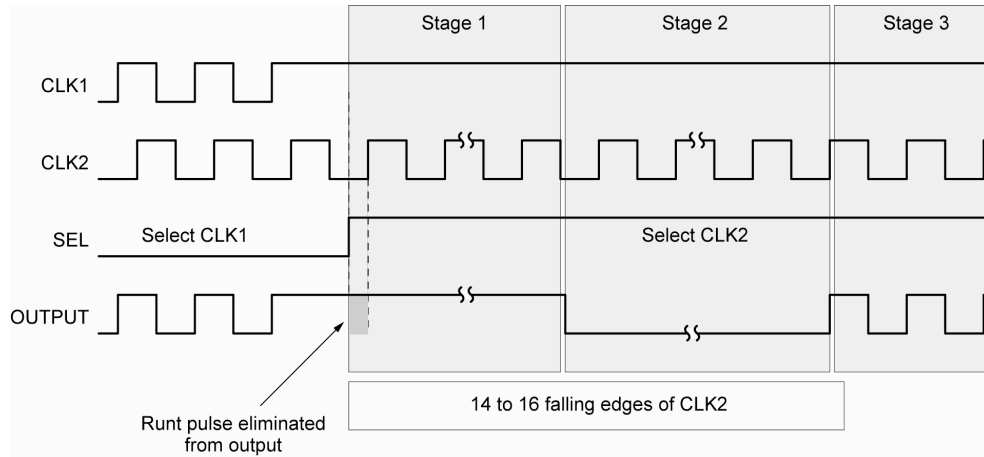 Stage 1
Stage 2
Stage 3
CLK1
CLK2
SEL
Select CLK1
Select CLK2
OUTPUT
14 to 16 falling edges of CLK2
Runt pulse eliminated
from output